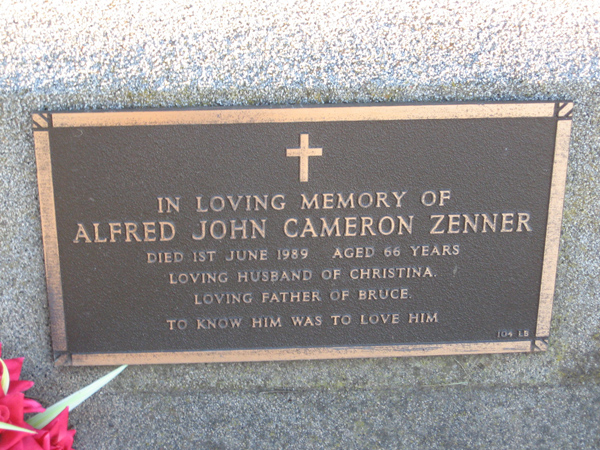 IN LOVING MEMORY OF
ALFRED JOHN CAMERON ZENNER
DIED 1ST JUNE 1989 AGED 66 YEARS
LOVING HUSBAND OF CHRISTINA.
LOVING FATHER OF BRUCE.
TO KNOW HIM WAS TO LOVE HIM
104 LB